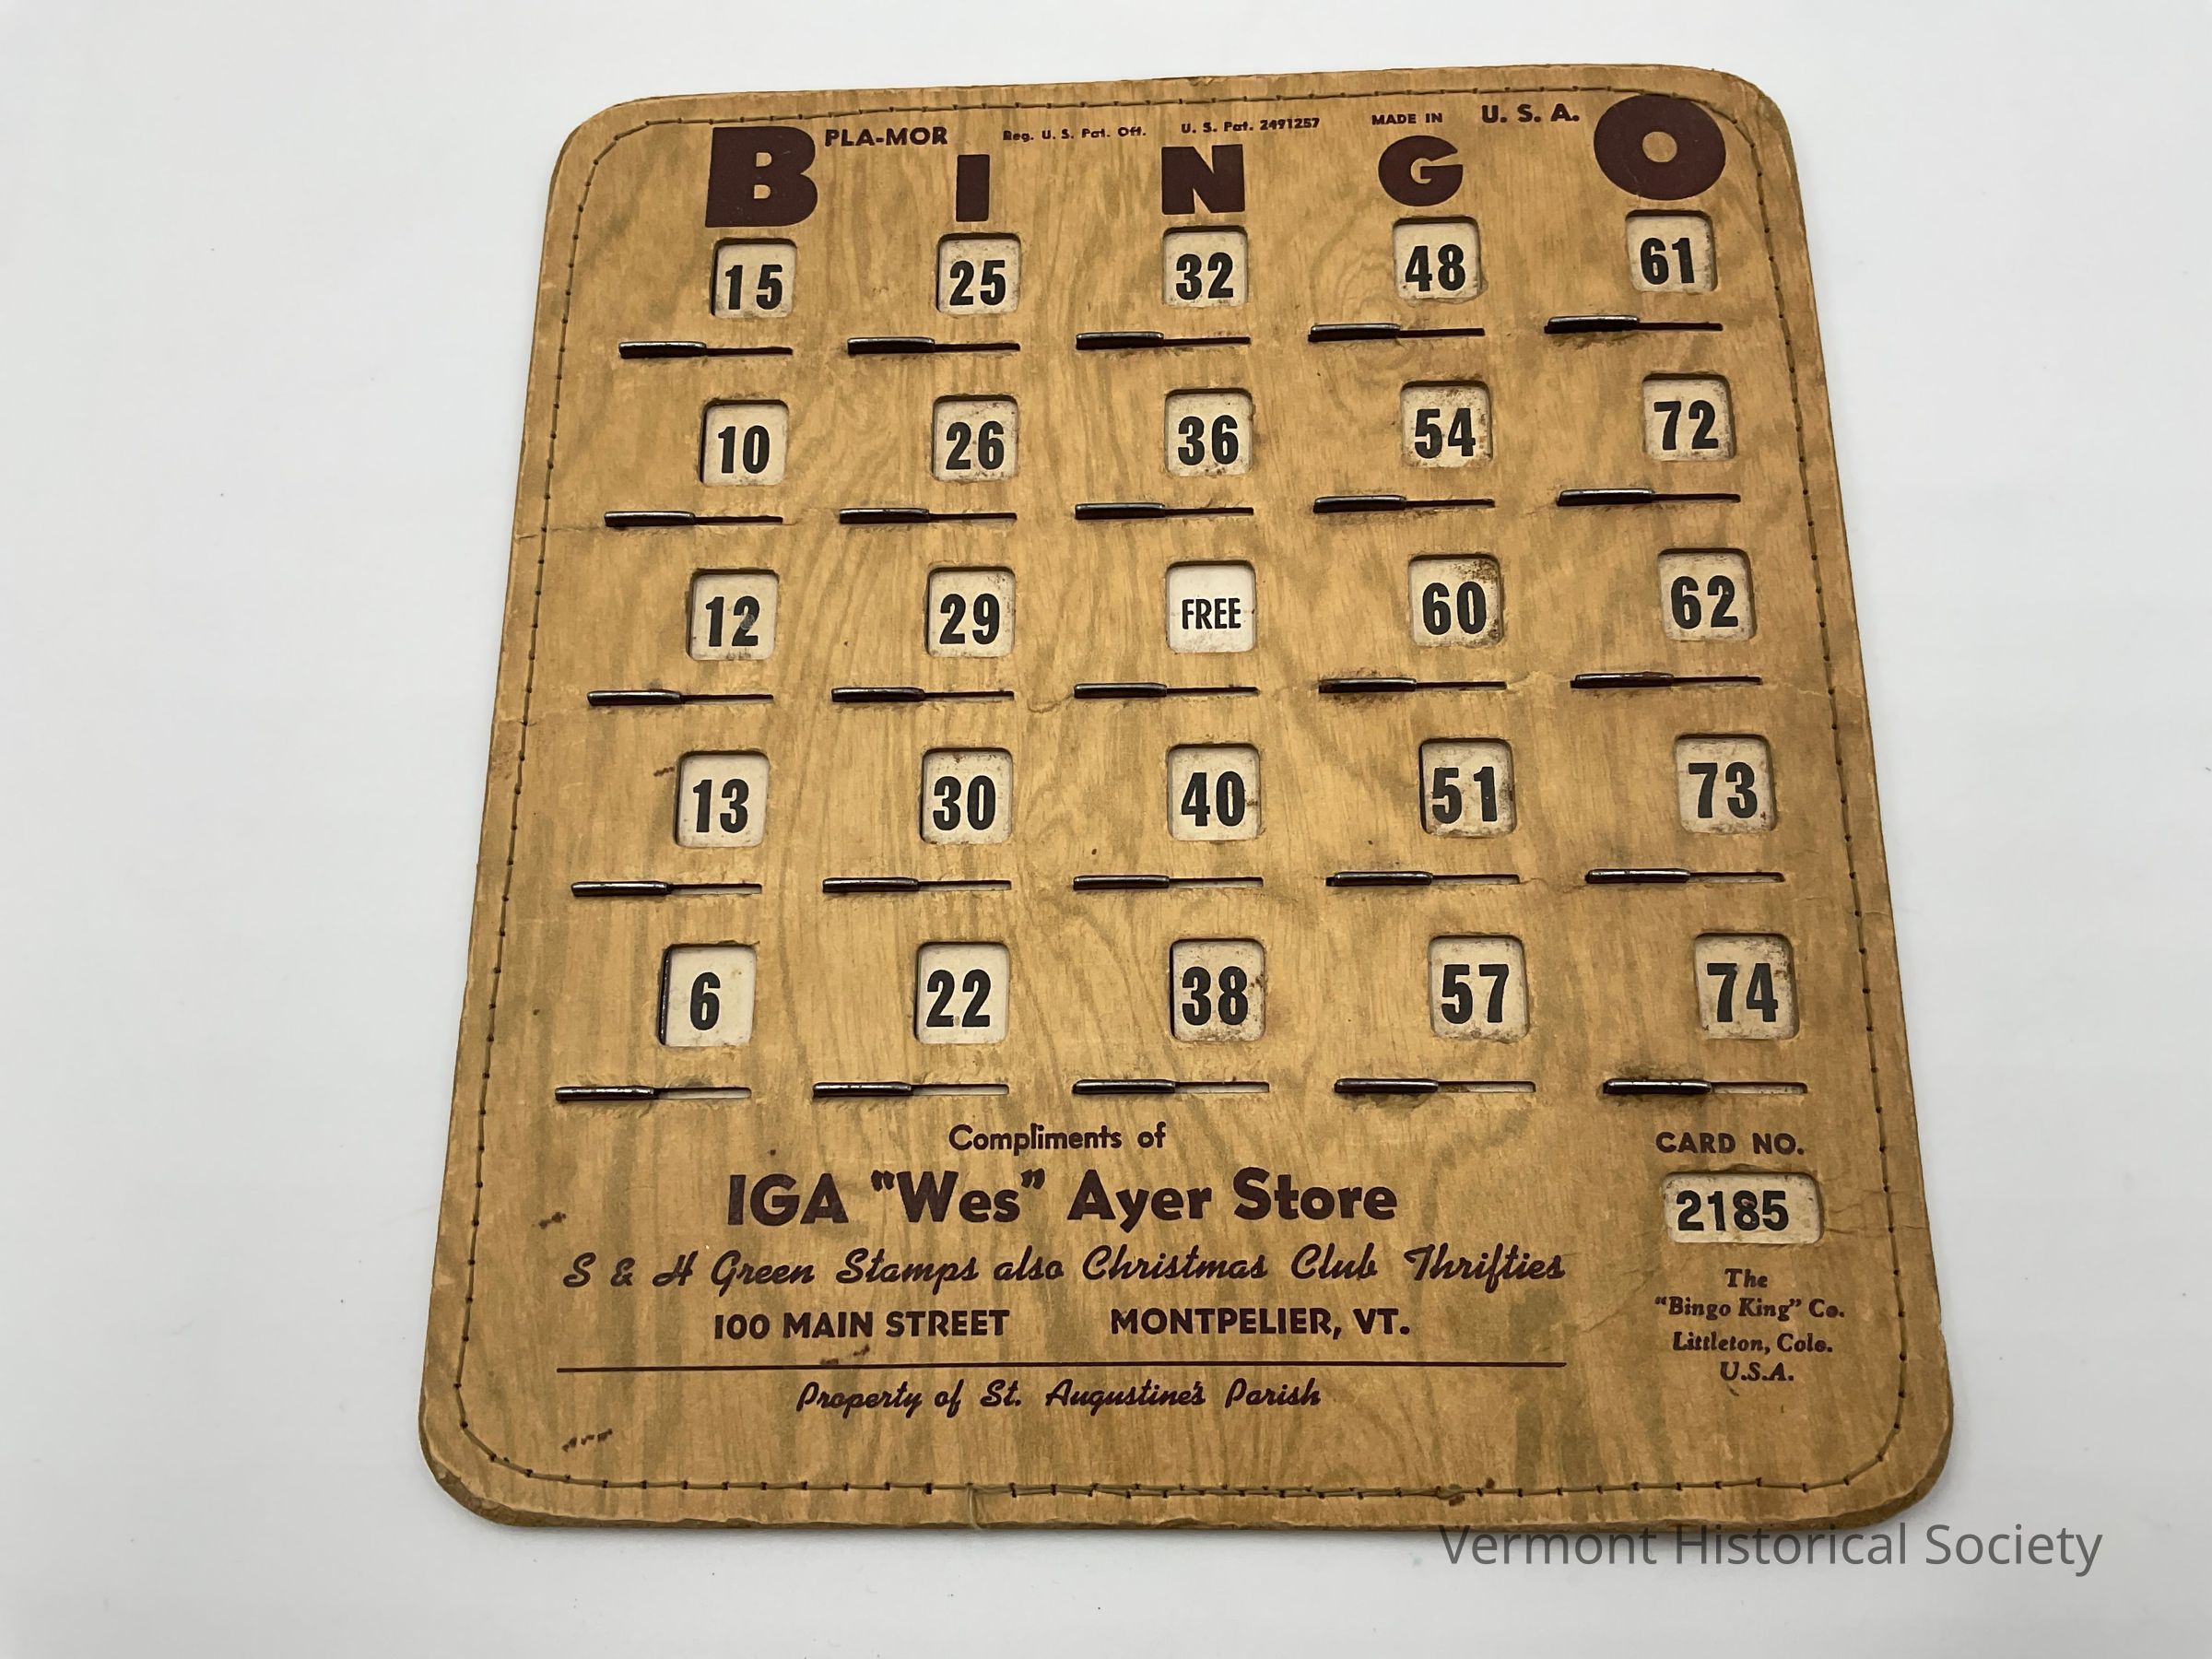 PLA-MOR Reg. U. S. Pat. Off. U. S. Pat. 2491257 MADE IN U. S. A.
B I N G O
15 25 32 48 61
10 26 36 54 72
12 29 FREE 60 62
13 30 40 51 73
6 22 38 57 74
Compliments of
IGA "Wes" Ayer Store
S & H Green Stamps also Christmas Club Thrifties
100 MAIN STREET MONTPELIER, VT.
Property of St. Augustine's Parish
CARD NO.
2185
The
"Bingo King" Co.
Littleton, Colo.
U.S.A.
Vermont Historical Society